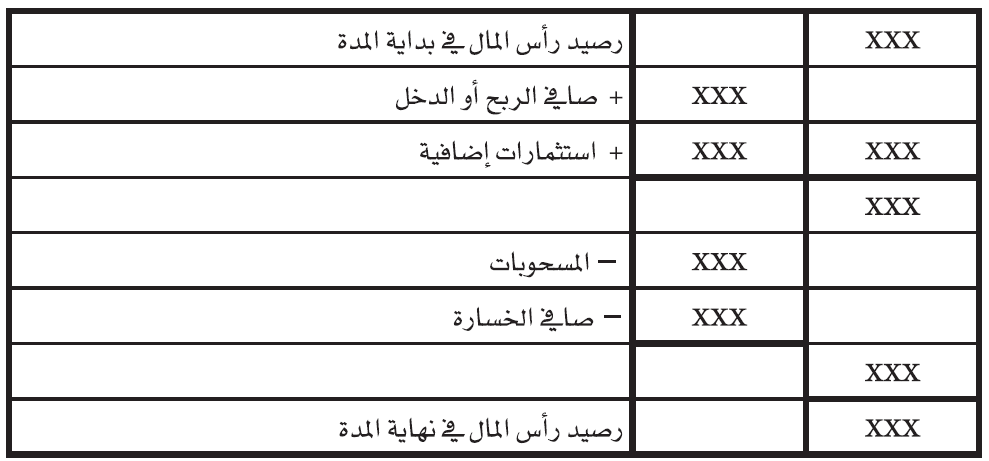 XXX رصيد رأس المال في بداية المدة
XXX + صافي الربح أو الدخل
XXX XXX + استثمارات إضافية
XXX
XXX – المسحوبات
XXX – صافي الخسارة
XXX
XXX رصيد رأس المال في نهاية المدة